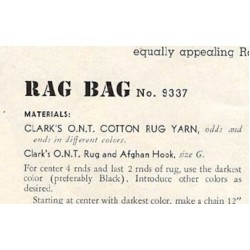 equally appealing R
RAG BAG No. 9337
MATERIALS:
CLARK'S O.N.T. COTTON RUG YARN, odds and
ends in different colors.
Clark's O.N.T. Rug and Afghan Hook, size G.
For center 4 rnds and last 2 rnds of rug, use the darkest
color (preferably Black). Introduce other colors as
desired.
Starting at center with darkest color, make a chain 12"